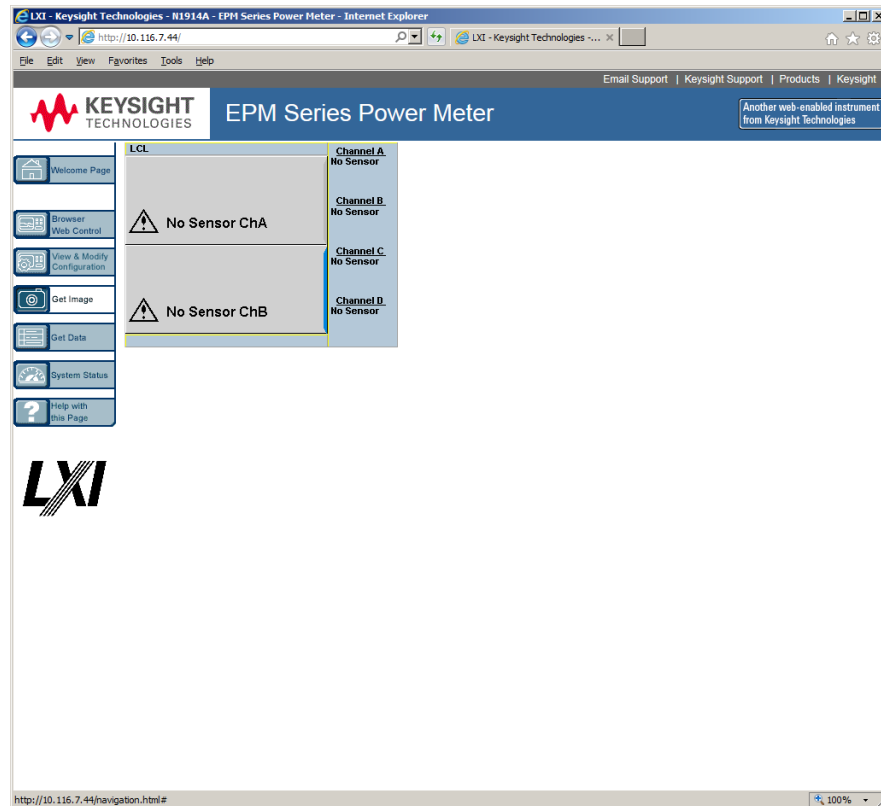 LXI - Keysight Technologies - N1914A - EPM Series Power Meter - Internet Explorer
http://10.116.7.44/
LXI - Keysight Technologies -...
File Edit View Favorites Tools Help
Email Support | Keysight Support | Products | Keysight
KEYSIGHT
TECHNOLOGIES
EPM Series Power Meter
Another web-enabled instrument
from Keysight Technologies
Welcome Page
Browser
Web Control
View & Modify
Configuration
Get Image
Get Data
System Status
Help with
this Page
LXI
LCL
No Sensor ChA
No Sensor ChB
Channel A
No Sensor
Channel B
No Sensor
Channel C
No Sensor
Channel D
No Sensor
http://10.116.7.44/navigation.html#
100%